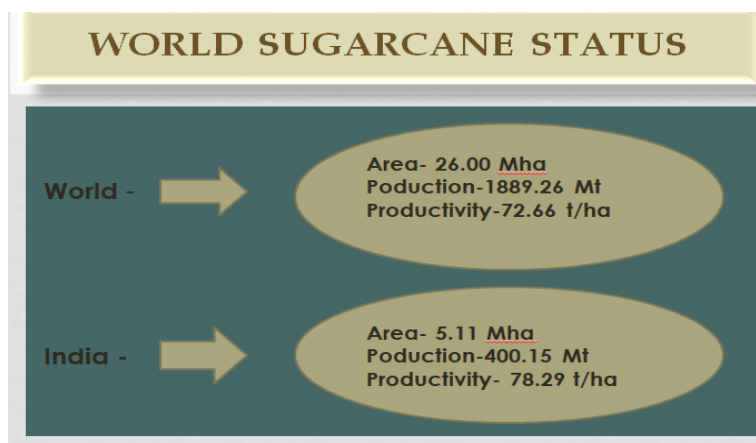 WORLD SUGARCANE STATUS
World -
Area- 26.00 Mha
Poduction-1889.26 Mt
Productivity-72.66 t/ha
India -
Area- 5.11 Mha
Poduction-400.15 Mt
Productivity- 78.29 t/ha